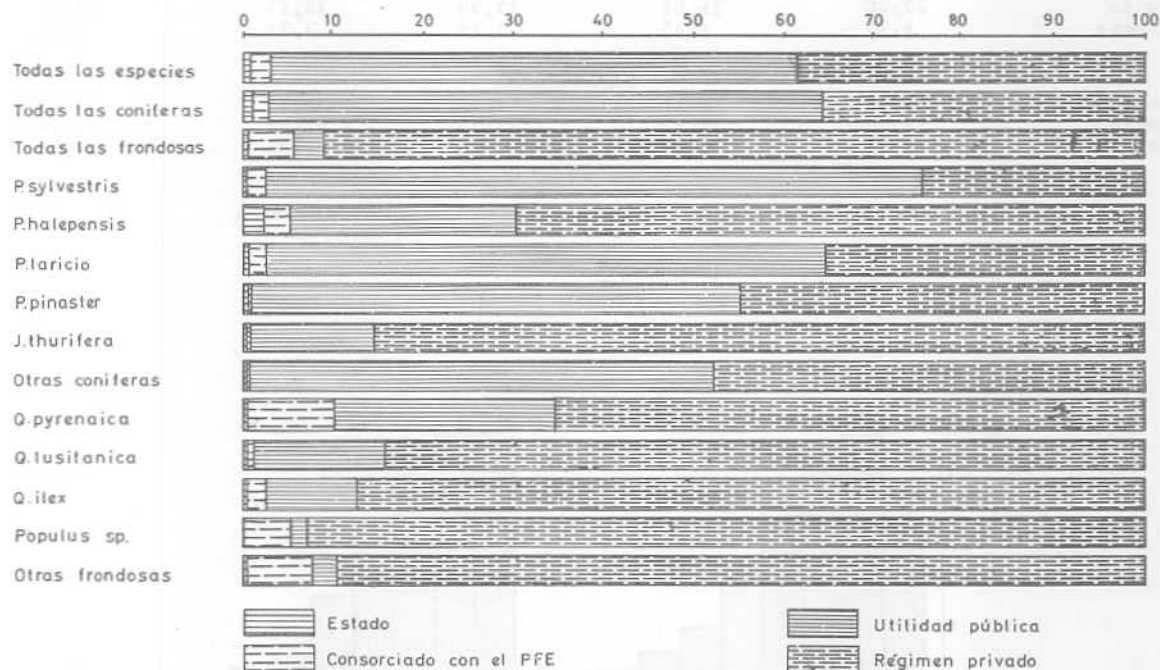 0 10 20 30 40 50 60 70 80 90 100
Todas las especies
Todas las coniferas
Todas las frondosas
P.sylvestris
P.halepensis
P.laricio
P.pinaster
J.thurifera
Otras coniferas
Q.pyrenaica
Q.lusitanica
Q.ilex
Populus sp.
Otras frondosas
Estado
Utilidad pública
Consorciado con el PFE
Régimen privado